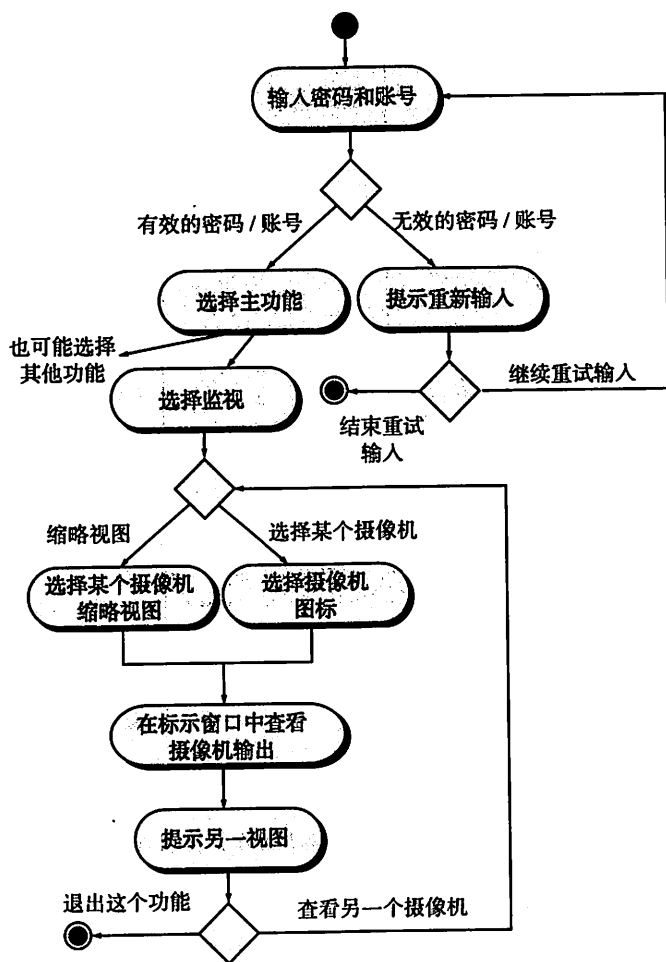 输入密码和账号
有效的密码/账号
无效的密码/账号
选择主功能
提示重新输入
也可能选择
其他功能
选择监视
继续重试输入
结束重试
输入
缩略视图
选择某个摄像机
选择某个摄像机
缩略视图
选择摄像机
图标
在标示窗口中查看
摄像机输出
提示另一视图
退出这个功能
查看另一个摄像机